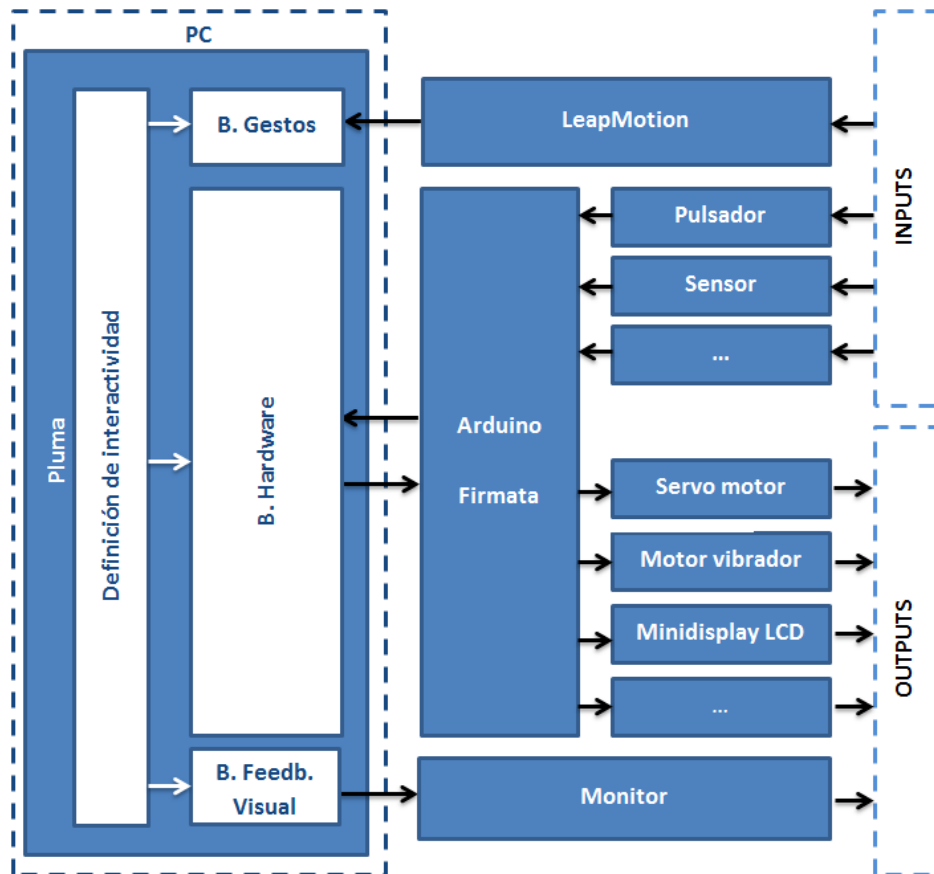 PC
Pluma
Definición de interactividad
B. Gestos
B. Hardware
B. Feedb.
Visual
LeapMotion
Arduino
Firmata
Pulsador
Sensor
...
Servo motor
Motor vibrador
Minidisplay LCD
...
Monitor
INPUTS
OUTPUTS